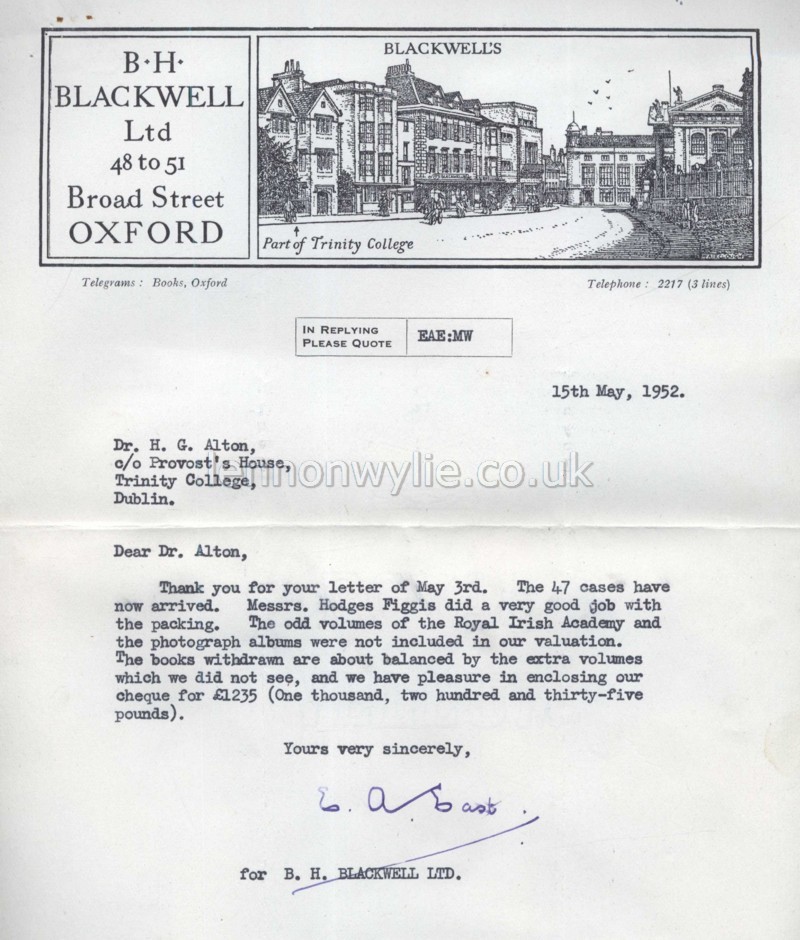 B·H·
BLACKWELL
Ltd
48 to 51
Broad Street
OXFORD
BLACKWELL'S
Part of Trinity College
Telegrams : Books, Oxford
Telephone : 2217 (3 lines)
IN REPLYING
PLEASE QUOTE
EAE:MW
15th May, 1952.
Dr. H. G. Alton,
c/o Provost's House,
Trinity College,
Dublin.
lennonwylie.co.uk
Dear Dr. Alton,
Thank you for your letter of May 3rd. The 47 cases have
now arrived. Messrs. Hodges Figgis did a very good job with
the packing. The odd volumes of the Royal Irish Academy and
the photograph albums were not included in our valuation.
The books withdrawn are about balanced by the extra volumes
which we did not see, and we have pleasure in enclosing our
cheque for £1235 (One thousand, two hundred and thirty-five
pounds).
Yours very sincerely,
E. A. East.
for B. H. BLACKWELL LTD.